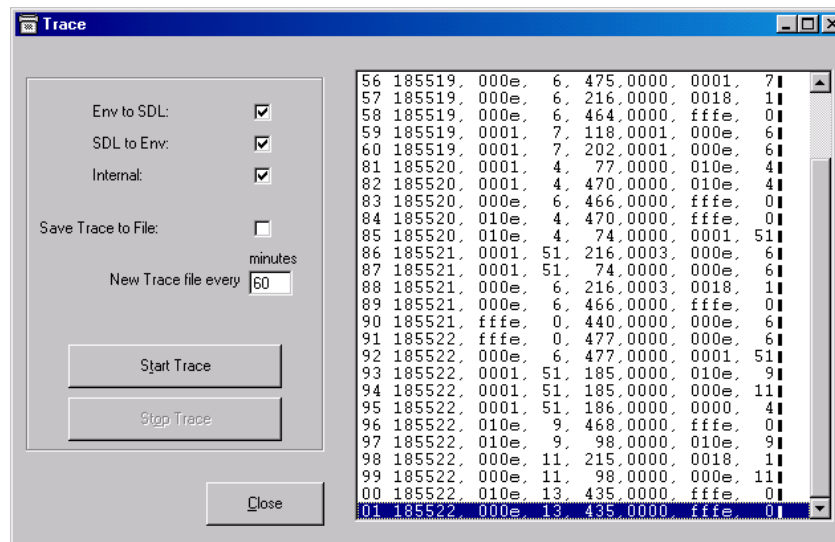 Trace
Env to SDL:
SDL to Env:
Internal:
Save Trace to File:
minutes
New Trace file every 60
Start Trace
Stop Trace
Close
56 185519, 000e, 6, 475,0000, 0001, 7
57 185519, 000e, 6, 216,0000, 0018, 1
58 185519, 000e, 6, 464,0000, fffe, 0
59 185519, 0001, 7, 118,0001, 000e, 6
60 185519, 0001, 7, 202,0001, 000e, 6
81 185520, 0001, 4, 77,0000, 010e, 4
82 185520, 0001, 4, 470,0000, 010e, 4
83 185520, 000e, 6, 466,0000, fffe, 0
84 185520, 010e, 4, 470,0000, fffe, 0
85 185520, 010e, 4, 74,0000, 0001, 51
86 185521, 0001, 51, 216,0003, 000e, 6
87 185521, 0001, 51, 74,0000, 000e, 6
88 185521, 000e, 6, 216,0003, 0018, 1
89 185521, 000e, 6, 466,0000, fffe, 0
90 185521, fffe, 0, 440,0000, 000e, 6
91 185522, fffe, 0, 477,0000, 000e, 6
92 185522, 000e, 6, 477,0000, 0001, 51
93 185522, 0001, 51, 185,0000, 010e, 9
94 185522, 0001, 51, 185,0000, 000e, 11
95 185522, 0001, 51, 186,0000, 0000, 4
96 185522, 010e, 9, 468,0000, fffe, 0
97 185522, 010e, 9, 98,0000, 010e, 9
98 185522, 000e, 11, 215,0000, 0018, 1
99 185522, 000e, 11, 98,0000, 000e, 11
00 185522, 010e, 13, 435,0000, fffe, 0
01 185522, 000e, 13, 435,0000, fffe, 0